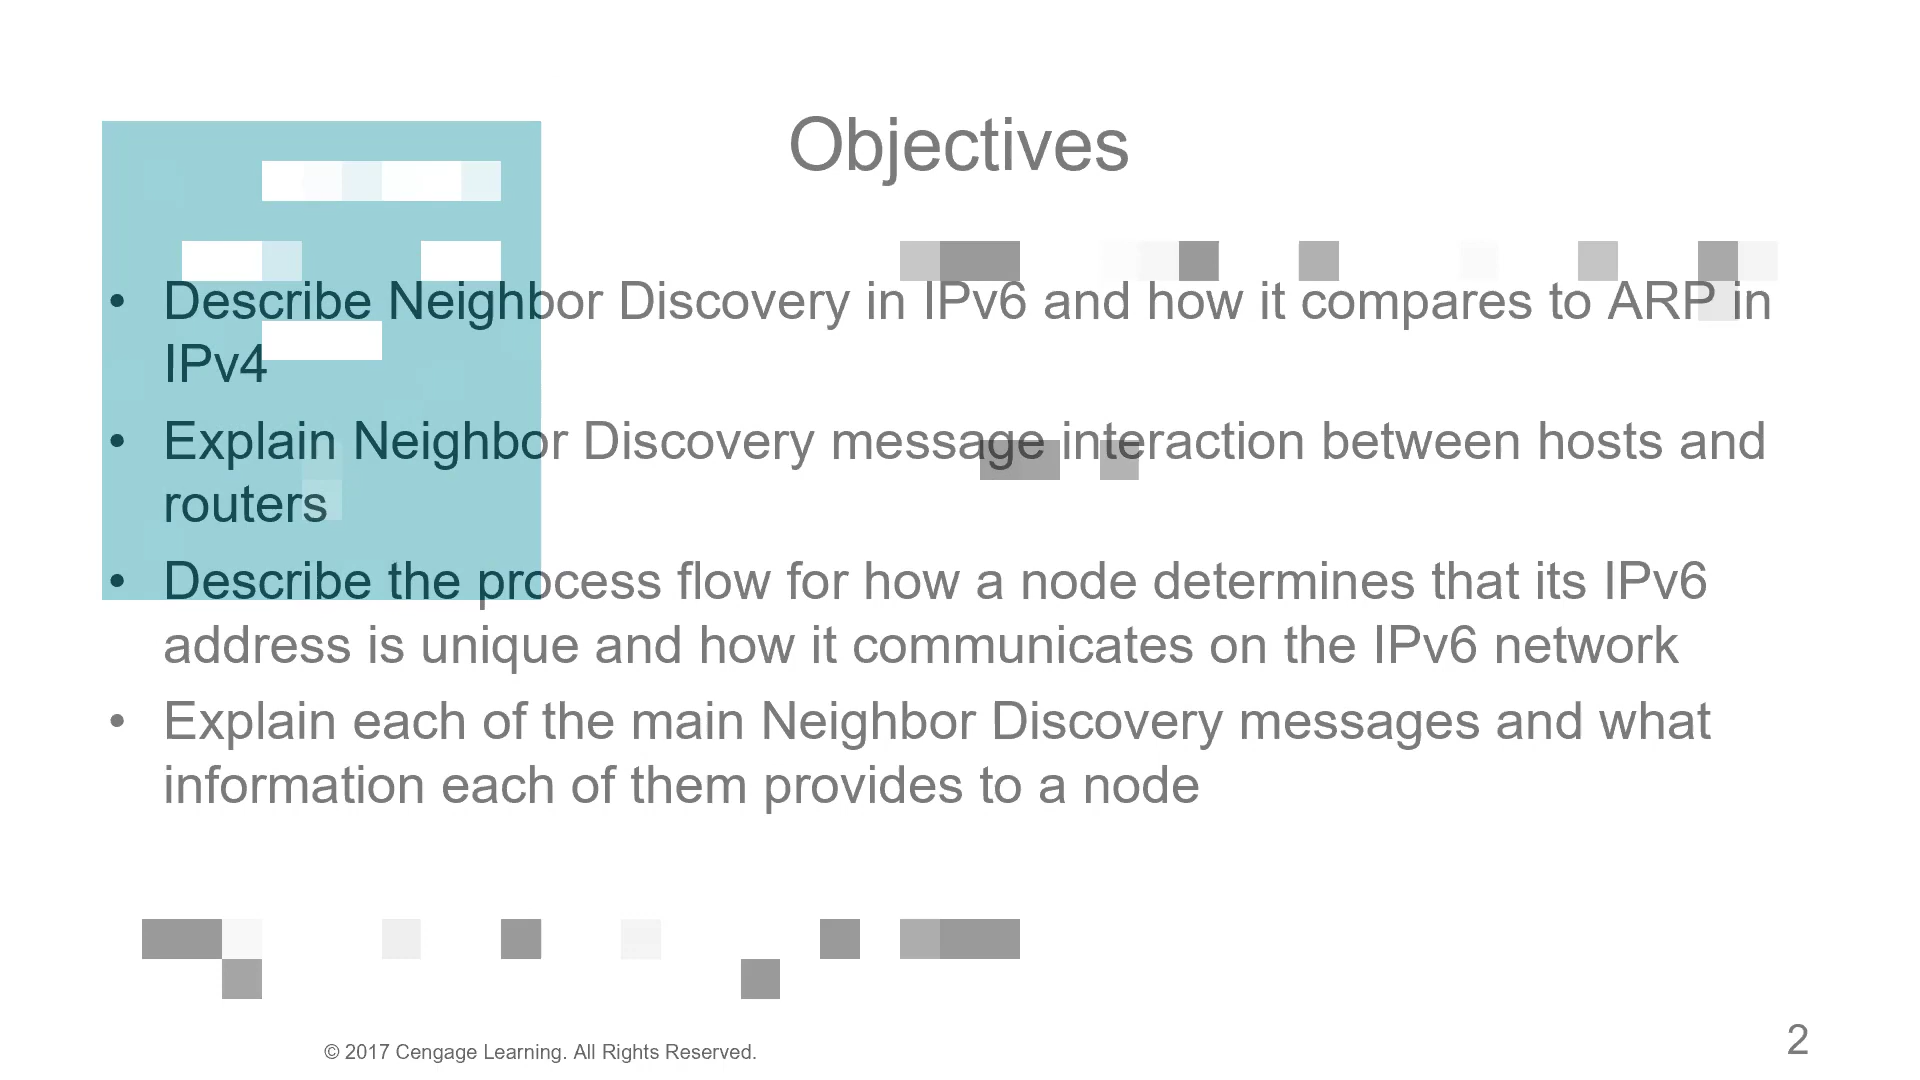 Objectives
• Describe Neighbor Discovery in IPv6 and how it compares to ARP in
IPv4
• Explain Neighbor Discovery message interaction between hosts and
routers
• Describe the process flow for how a node determines that its IPv6
address is unique and how it communicates on the IPv6 network
• Explain each of the main Neighbor Discovery messages and what
information each of them provides to a node
© 2017 Cengage Learning. All Rights Reserved.
2